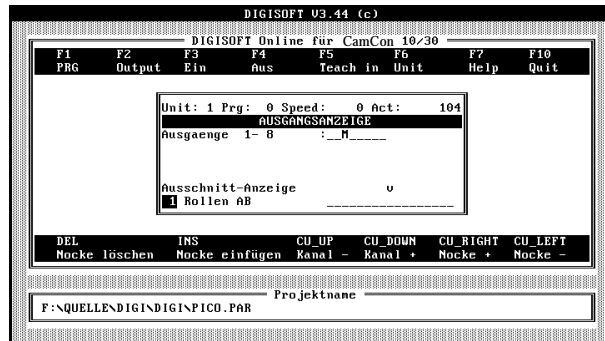 DIGISOFT V3.44 (c)
DIGISOFT Online für CamCon 10/30
F1 F2 F3 F4 F5 F6 F7 F10
PRG Output Ein Aus Teach in Unit Help Quit
Unit: 1 Prg: 0 Speed: 0 Act: 104
AUSGANGSANZEIGE
Ausgaenge 1- 8 :__M_____
Ausschnitt-Anzeige v
1 Rollen AB _________________
DEL INS CU_UP CU_DOWN CU_RIGHT CU_LEFT
Nocke löschen Nocke einfügen Kanal - Kanal + Nocke + Nocke -
Projektname
F:\QUELLE\DIGI\DIGI\PICO.PAR